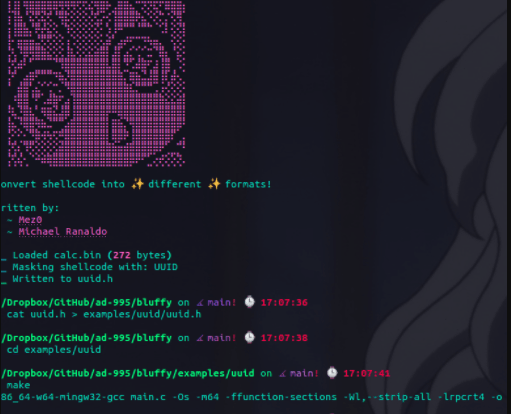 onvert shellcode into ✨ different ✨ formats!
ritten by:
~ Mez0
~ Michael Ranaldo
_ Loaded calc.bin (272 bytes)
_ Masking shellcode with: UUID
_ Written to uuid.h
/Dropbox/GitHub/ad-995/bluffy on main! 17:07:36
cat uuid.h > examples/uuid/uuid.h
/Dropbox/GitHub/ad-995/bluffy on main! 17:07:38
cd examples/uuid
/Dropbox/GitHub/ad-995/bluffy/examples/uuid on main! 17:07:41
make
86_64-w64-mingw32-gcc main.c -Os -m64 -ffunction-sections -Wl,--strip-all -lrpcrt4 -o